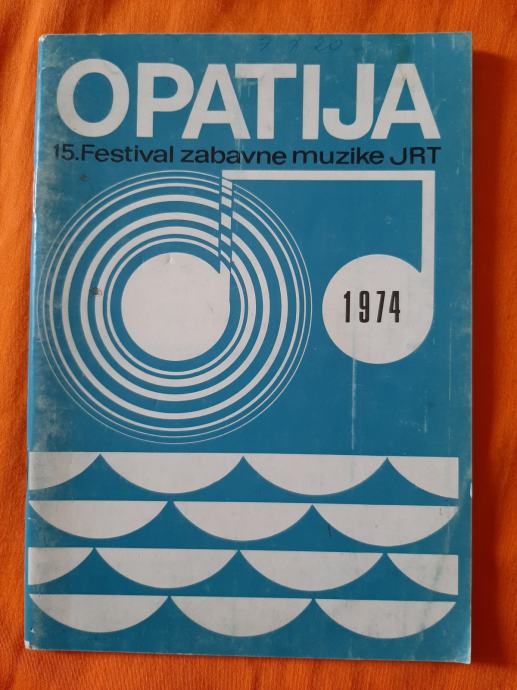 OPATIJA
15.Festival zabavne muzike JRT
1974